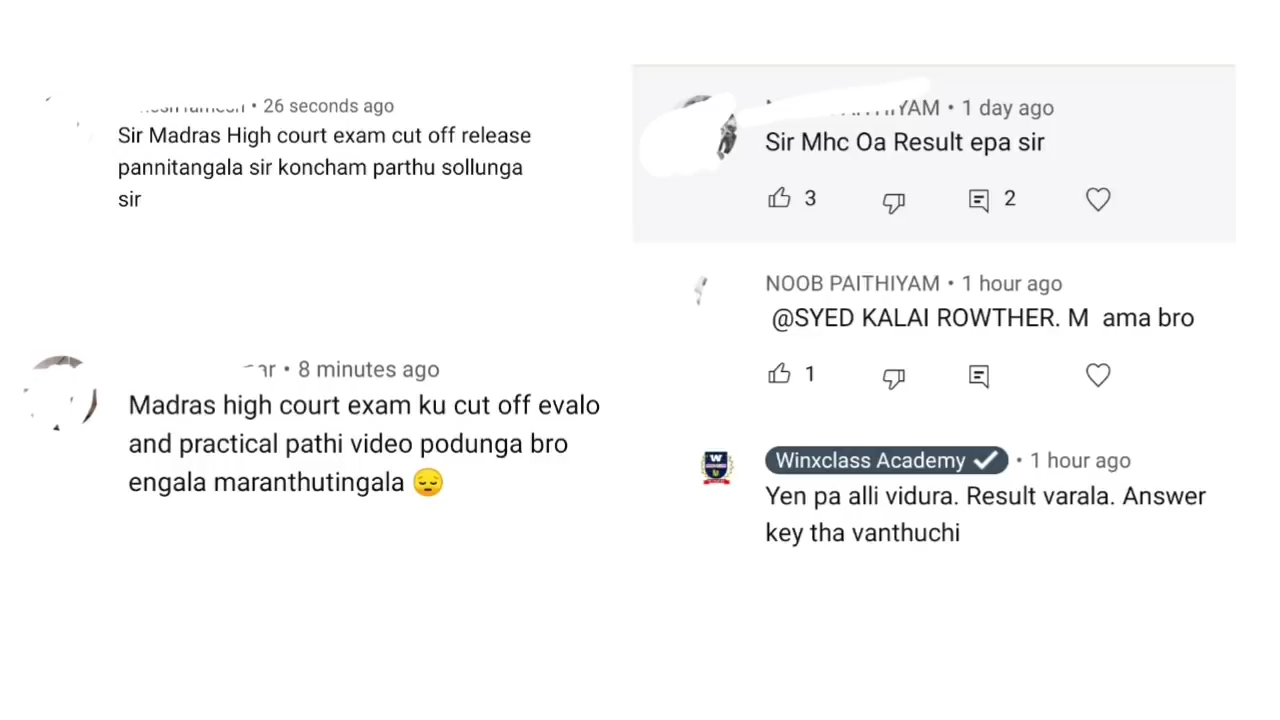 • 26 seconds ago
Sir Madras High court exam cut off release
pannitangala sir koncham parthu sollunga
sir
• 8 minutes ago
Madras high court exam ku cut off evalo
and practical pathi video podunga bro
engala maranthutingala 😔
• 1 day ago
Sir Mhc Oa Result epa sir
3
2
NOOB PAITHIYAM • 1 hour ago
@SYED KALAI ROWTHER. M ama bro
1
W
Winxclass Academy • 1 hour ago
Yen pa alli vidura. Result varala. Answer
key tha vanthuchi